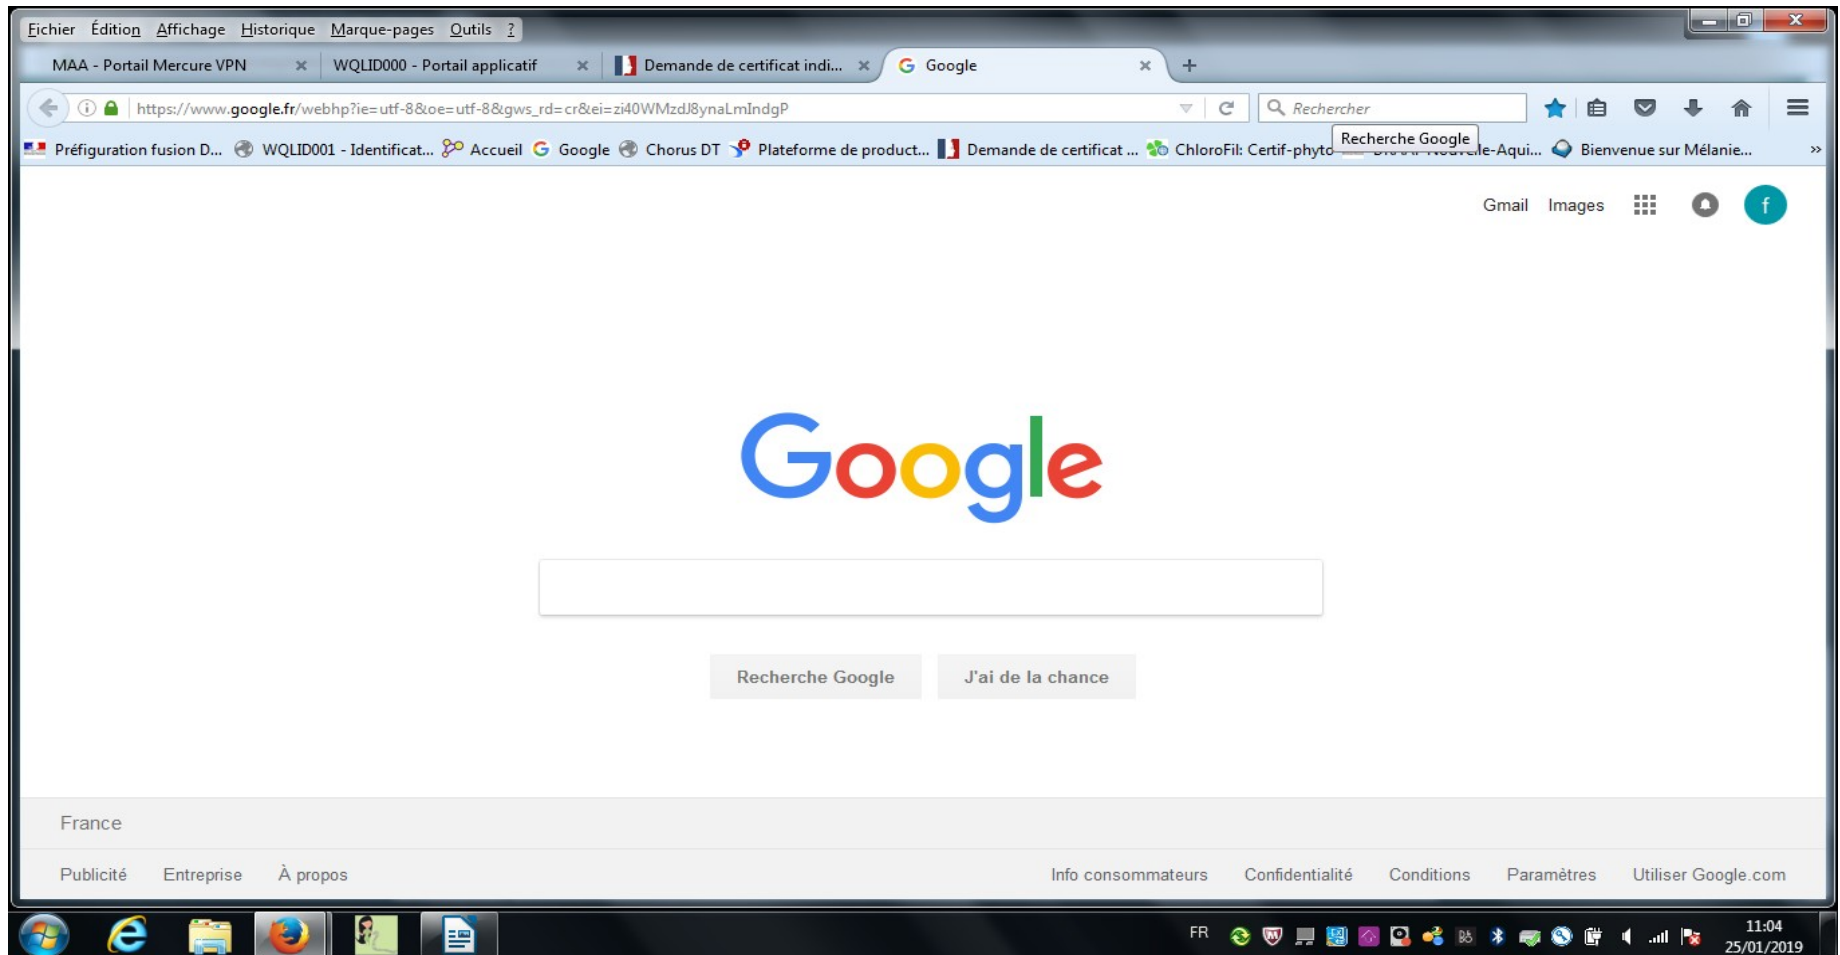 Fichier Édition Affichage Historique Marque-pages Outils ?
MAA - Portail Mercure VPN WQLID000 - Portail applicatif Demande de certificat indi... Google
https://www.google.fr/webhp?ie=utf-8&oe=utf-8&gws_rd=cr&ei=zi40WMzdJ8ynaLmIndgP Rechercher
Recherche Google
Préfiguration fusion D... WQLID001 - Identificat... Accueil Google Chorus DT Plateforme de product... Demande de certificat ... ChloroFil: Certif-phyto Bienvenue sur Mélanie... »
Gmail Images f
Google
Recherche Google J'ai de la chance
France
Publicité Entreprise À propos Info consommateurs Confidentialité Conditions Paramètres Utiliser Google.com
FR 11:04
25/01/2019